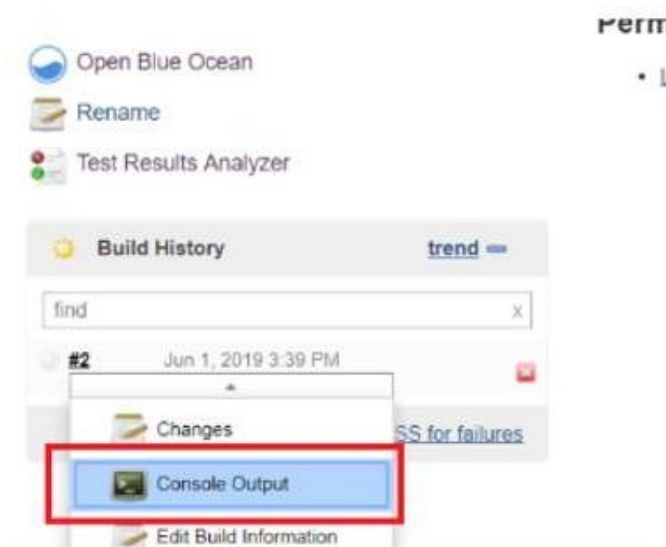 Perm
Open Blue Ocean
Rename
Test Results Analyzer
Build History trend
find x
#2 Jun 1, 2019 3:39 PM
Changes
SS for failures
Console Output
Edit Build Information